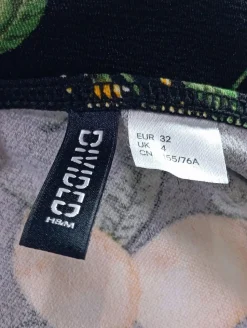 DIVIDED
H&M
EUR 32
UK 4
CN 155/76A